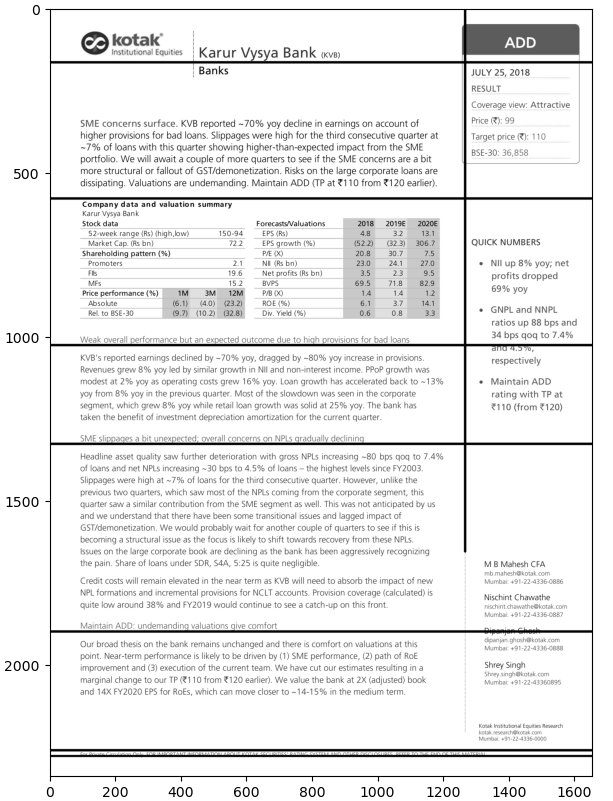 0
kotak®
Institutional Equities
Karur Vysya Bank (KVB)
Banks
ADD
JULY 25, 2018
RESULT
Coverage view: Attractive
Price (₹): 99
Target price (₹): 110
BSE-30: 36,858
SME concerns surface. KVB reported ~70% yoy decline in earnings on account of
higher provisions for bad loans. Slippages were high for the third consecutive quarter at
~7% of loans with this quarter showing higher-than-expected impact from the SME
portfolio. We will await a couple of more quarters to see if the SME concerns are a bit
more structural or fallout of GST/demonetization. Risks on the large corporate loans are
dissipating. Valuations are undemanding. Maintain ADD (TP at ₹110 from ₹120 earlier).
500
Company data and valuation summary
Karur Vysya Bank
Stock data
52-week range (Rs) (high,low) 150-94
Market Cap. (Rs bn) 72.2
Shareholding pattern (%)
Promoters 2.1
FIIs 19.6
MFs 15.2
Price performance (%) 1M 3M 12M
Absolute (6.1) (4.0) (23.2)
Rel. to BSE-30 (9.7) (10.2) (32.8)
Forecasts/Valuations 2018 2019E 2020E
EPS (Rs) 4.8 3.2 13.1
EPS growth (%) (52.2) (32.3) 306.7
P/E (X) 20.8 30.7 7.5
NII (Rs bn) 23.0 24.1 27.0
Net profits (Rs bn) 3.5 2.3 9.5
BVPS 69.5 71.8 82.9
P/B (X) 1.4 1.4 1.2
ROE (%) 6.1 3.7 14.1
Div. Yield (%) 0.6 0.8 3.3
QUICK NUMBERS
• NII up 8% yoy; net
profits dropped
69% yoy
• GNPL and NNPL
ratios up 88 bps and
34 bps qoq to 7.4%
and 4.5%,
respectively
• Maintain ADD
rating with TP at
₹110 (from ₹120)
1000
Weak overall performance but an expected outcome due to high provisions for bad loans
KVB's reported earnings declined by ~70% yoy, dragged by ~80% yoy increase in provisions.
Revenues grew 8% yoy led by similar growth in NII and non-interest income. PPoP growth was
modest at 2% yoy as operating costs grew 16% yoy. Loan growth has accelerated back to ~13%
yoy from 8% yoy in the previous quarter. Most of the slowdown was seen in the corporate
segment, which grew 8% yoy while retail loan growth was solid at 25% yoy. The bank has
taken the benefit of investment depreciation amortization for the current quarter.
SME slippages a bit unexpected; overall concerns on NPLs gradually declining
Headline asset quality saw further deterioration with gross NPLs increasing ~80 bps qoq to 7.4%
of loans and net NPLs increasing ~30 bps to 4.5% of loans – the highest levels since FY2003.
Slippages were high at ~7% of loans for the third consecutive quarter. However, unlike the
previous two quarters, which saw most of the NPLs coming from the corporate segment, this
quarter saw a similar contribution from the SME segment as well. This was not anticipated by us
and we understand that there have been some transitional issues and lagged impact of
GST/demonetization. We would probably wait for another couple of quarters to see if this is
becoming a structural issue as the focus is likely to shift towards recovery from these NPLs.
Issues on the large corporate book are declining as the bank has been aggressively recognizing
the pain. Share of loans under SDR, S4A, 5:25 is quite negligible.
1500
Credit costs will remain elevated in the near term as KVB will need to absorb the impact of new
NPL formations and incremental provisions for NCLT accounts. Provision coverage (calculated) is
quite low around 38% and FY2019 would continue to see a catch-up on this front.
Maintain ADD: undemanding valuations give comfort
Our broad thesis on the bank remains unchanged and there is comfort on valuations at this
point. Near-term performance is likely to be driven by (1) SME performance, (2) path of RoE
improvement and (3) execution of the current team. We have cut our estimates resulting in a
marginal change to our TP (₹110 from ₹120 earlier). We value the bank at 2X (adjusted) book
and 14X FY2020 EPS for RoEs, which can move closer to ~14-15% in the medium term.
2000
M B Mahesh CFA
mb.mahesh@kotak.com
Mumbai: +91-22-4336-0886
Nischint Chawathe
nischint.chawathe@kotak.com
Mumbai: +91-22-4336-0887
Dipanjan Ghosh
dipanjan.ghosh@kotak.com
Mumbai: +91-22-4336-0888
Shrey Singh
Shrey.singh@kotak.com
Mumbai: +91-22-43360895
Kotak Institutional Equities Research
kotak.research@kotak.com
Mumbai: +91-22-4336-0000
For Private Circulation Only. FOR IMPORTANT INFORMATION ABOUT KOTAK SECURITIES' RATING SYSTEM AND OTHER DISCLOSURES, REFER TO THE END OF THIS MATERIAL.
0 200 400 600 800 1000 1200 1400 1600